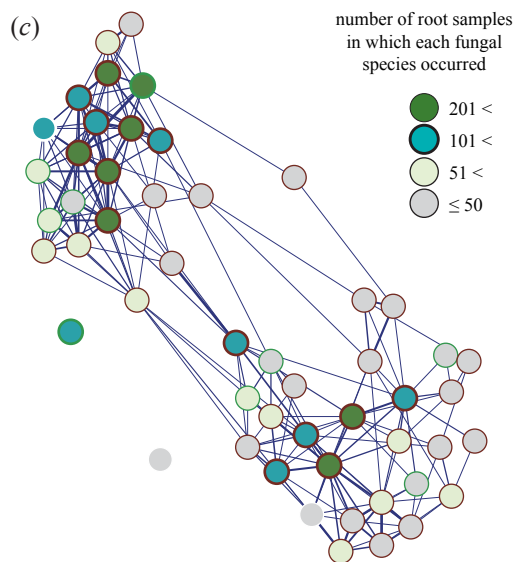 (c)
number of root samples
in which each fungal
species occurred
201 <
101 <
51 <
≤ 50